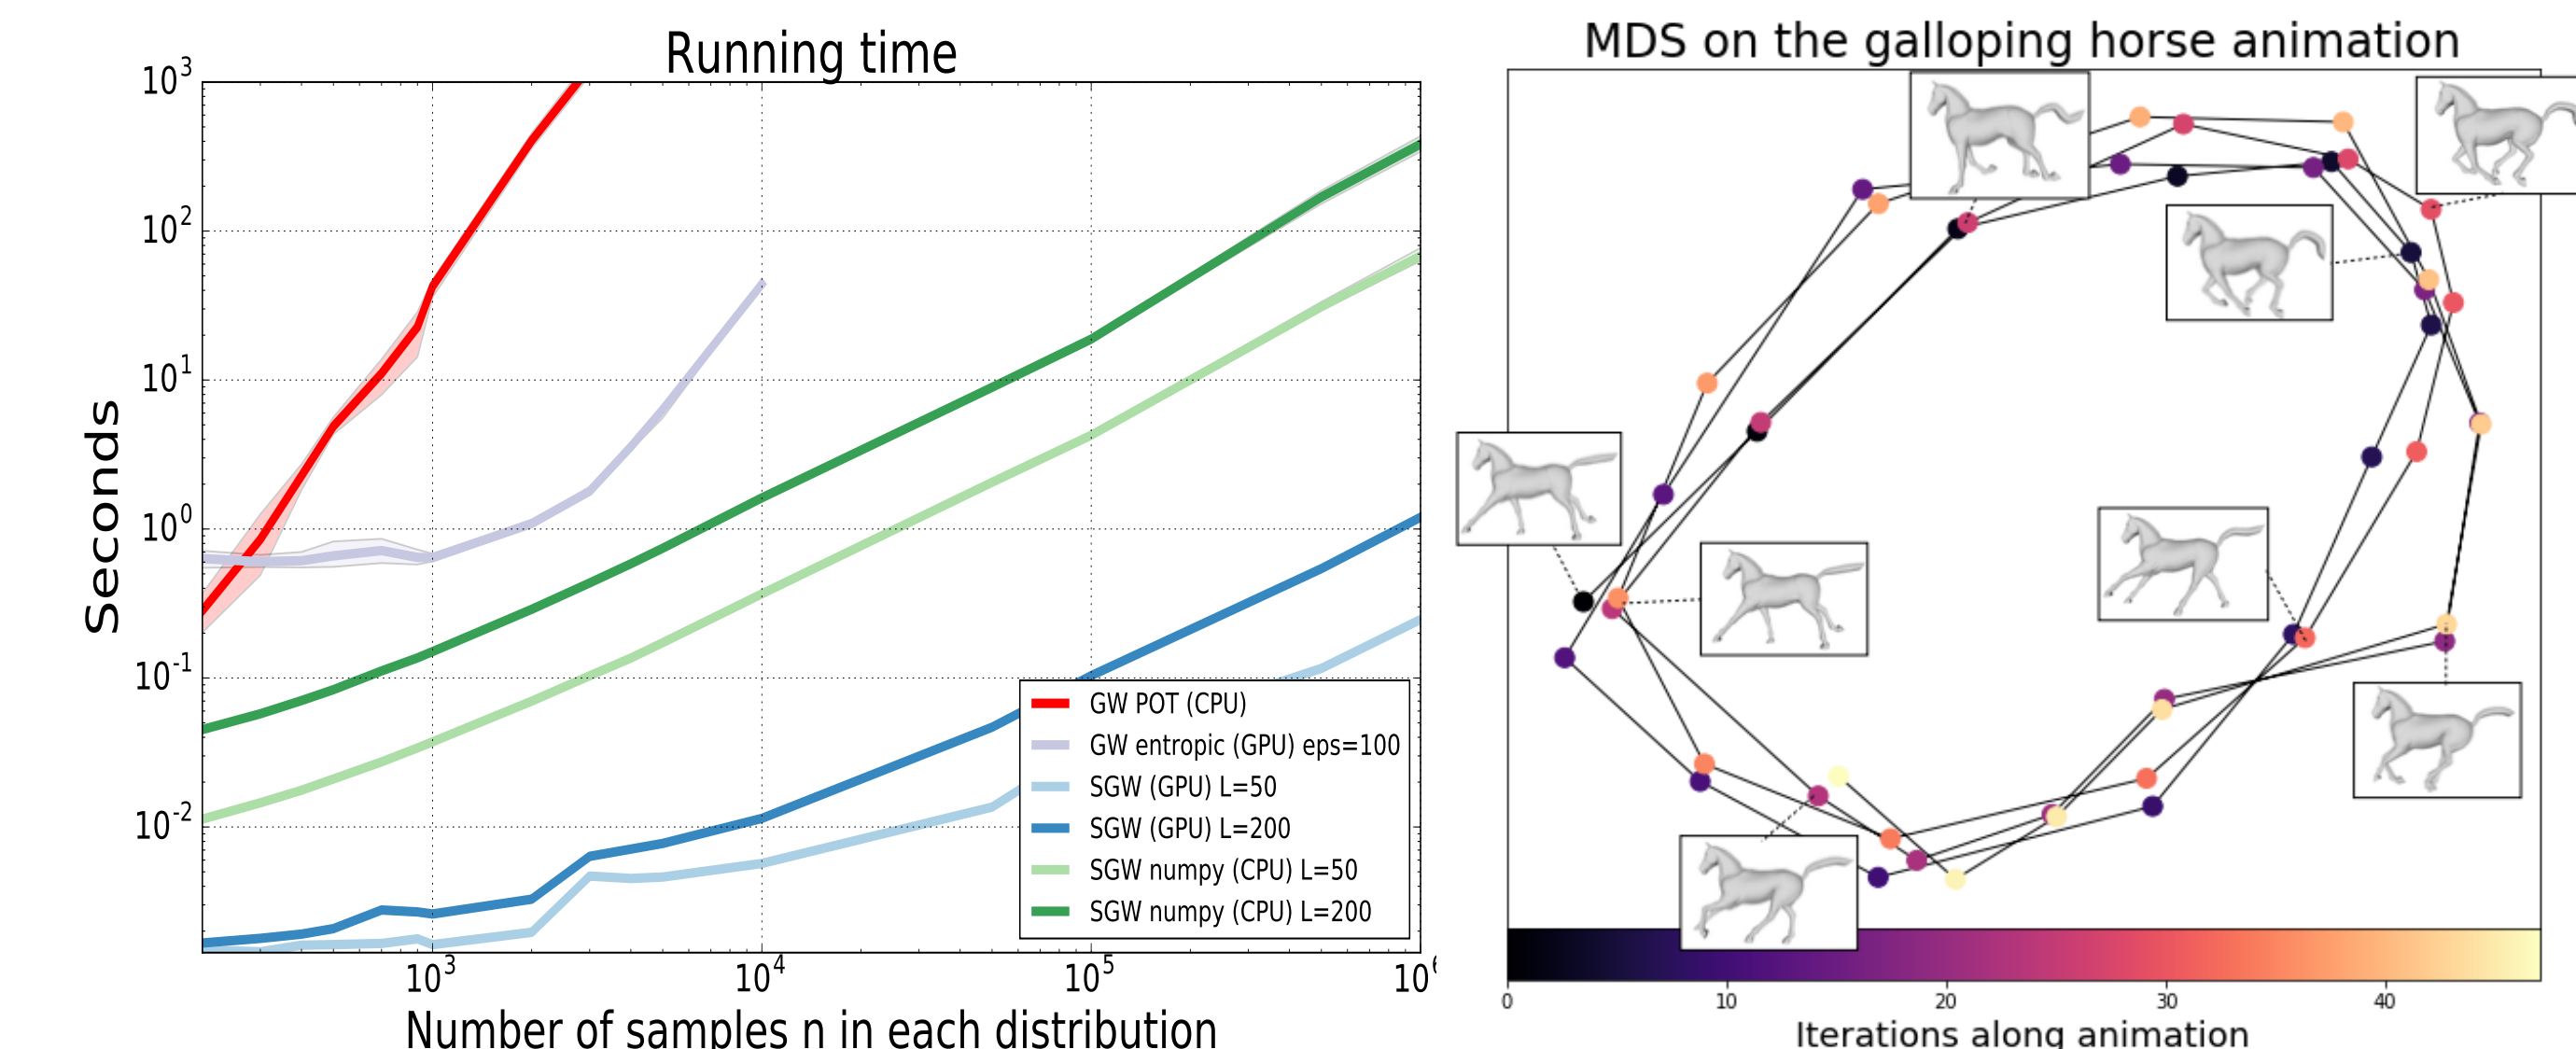 Running time
10^3
10^2
10^1
10^0
10^-1
10^-2
Seconds
GW POT (CPU)
GW entropic (GPU) eps=100
SGW (GPU) L=50
SGW (GPU) L=200
SGW numpy (CPU) L=50
SGW numpy (CPU) L=200
10^3 10^4 10^5 10^6
Number of samples n in each distribution
MDS on the galloping horse animation
0 10 20 30 40
Iterations along animation